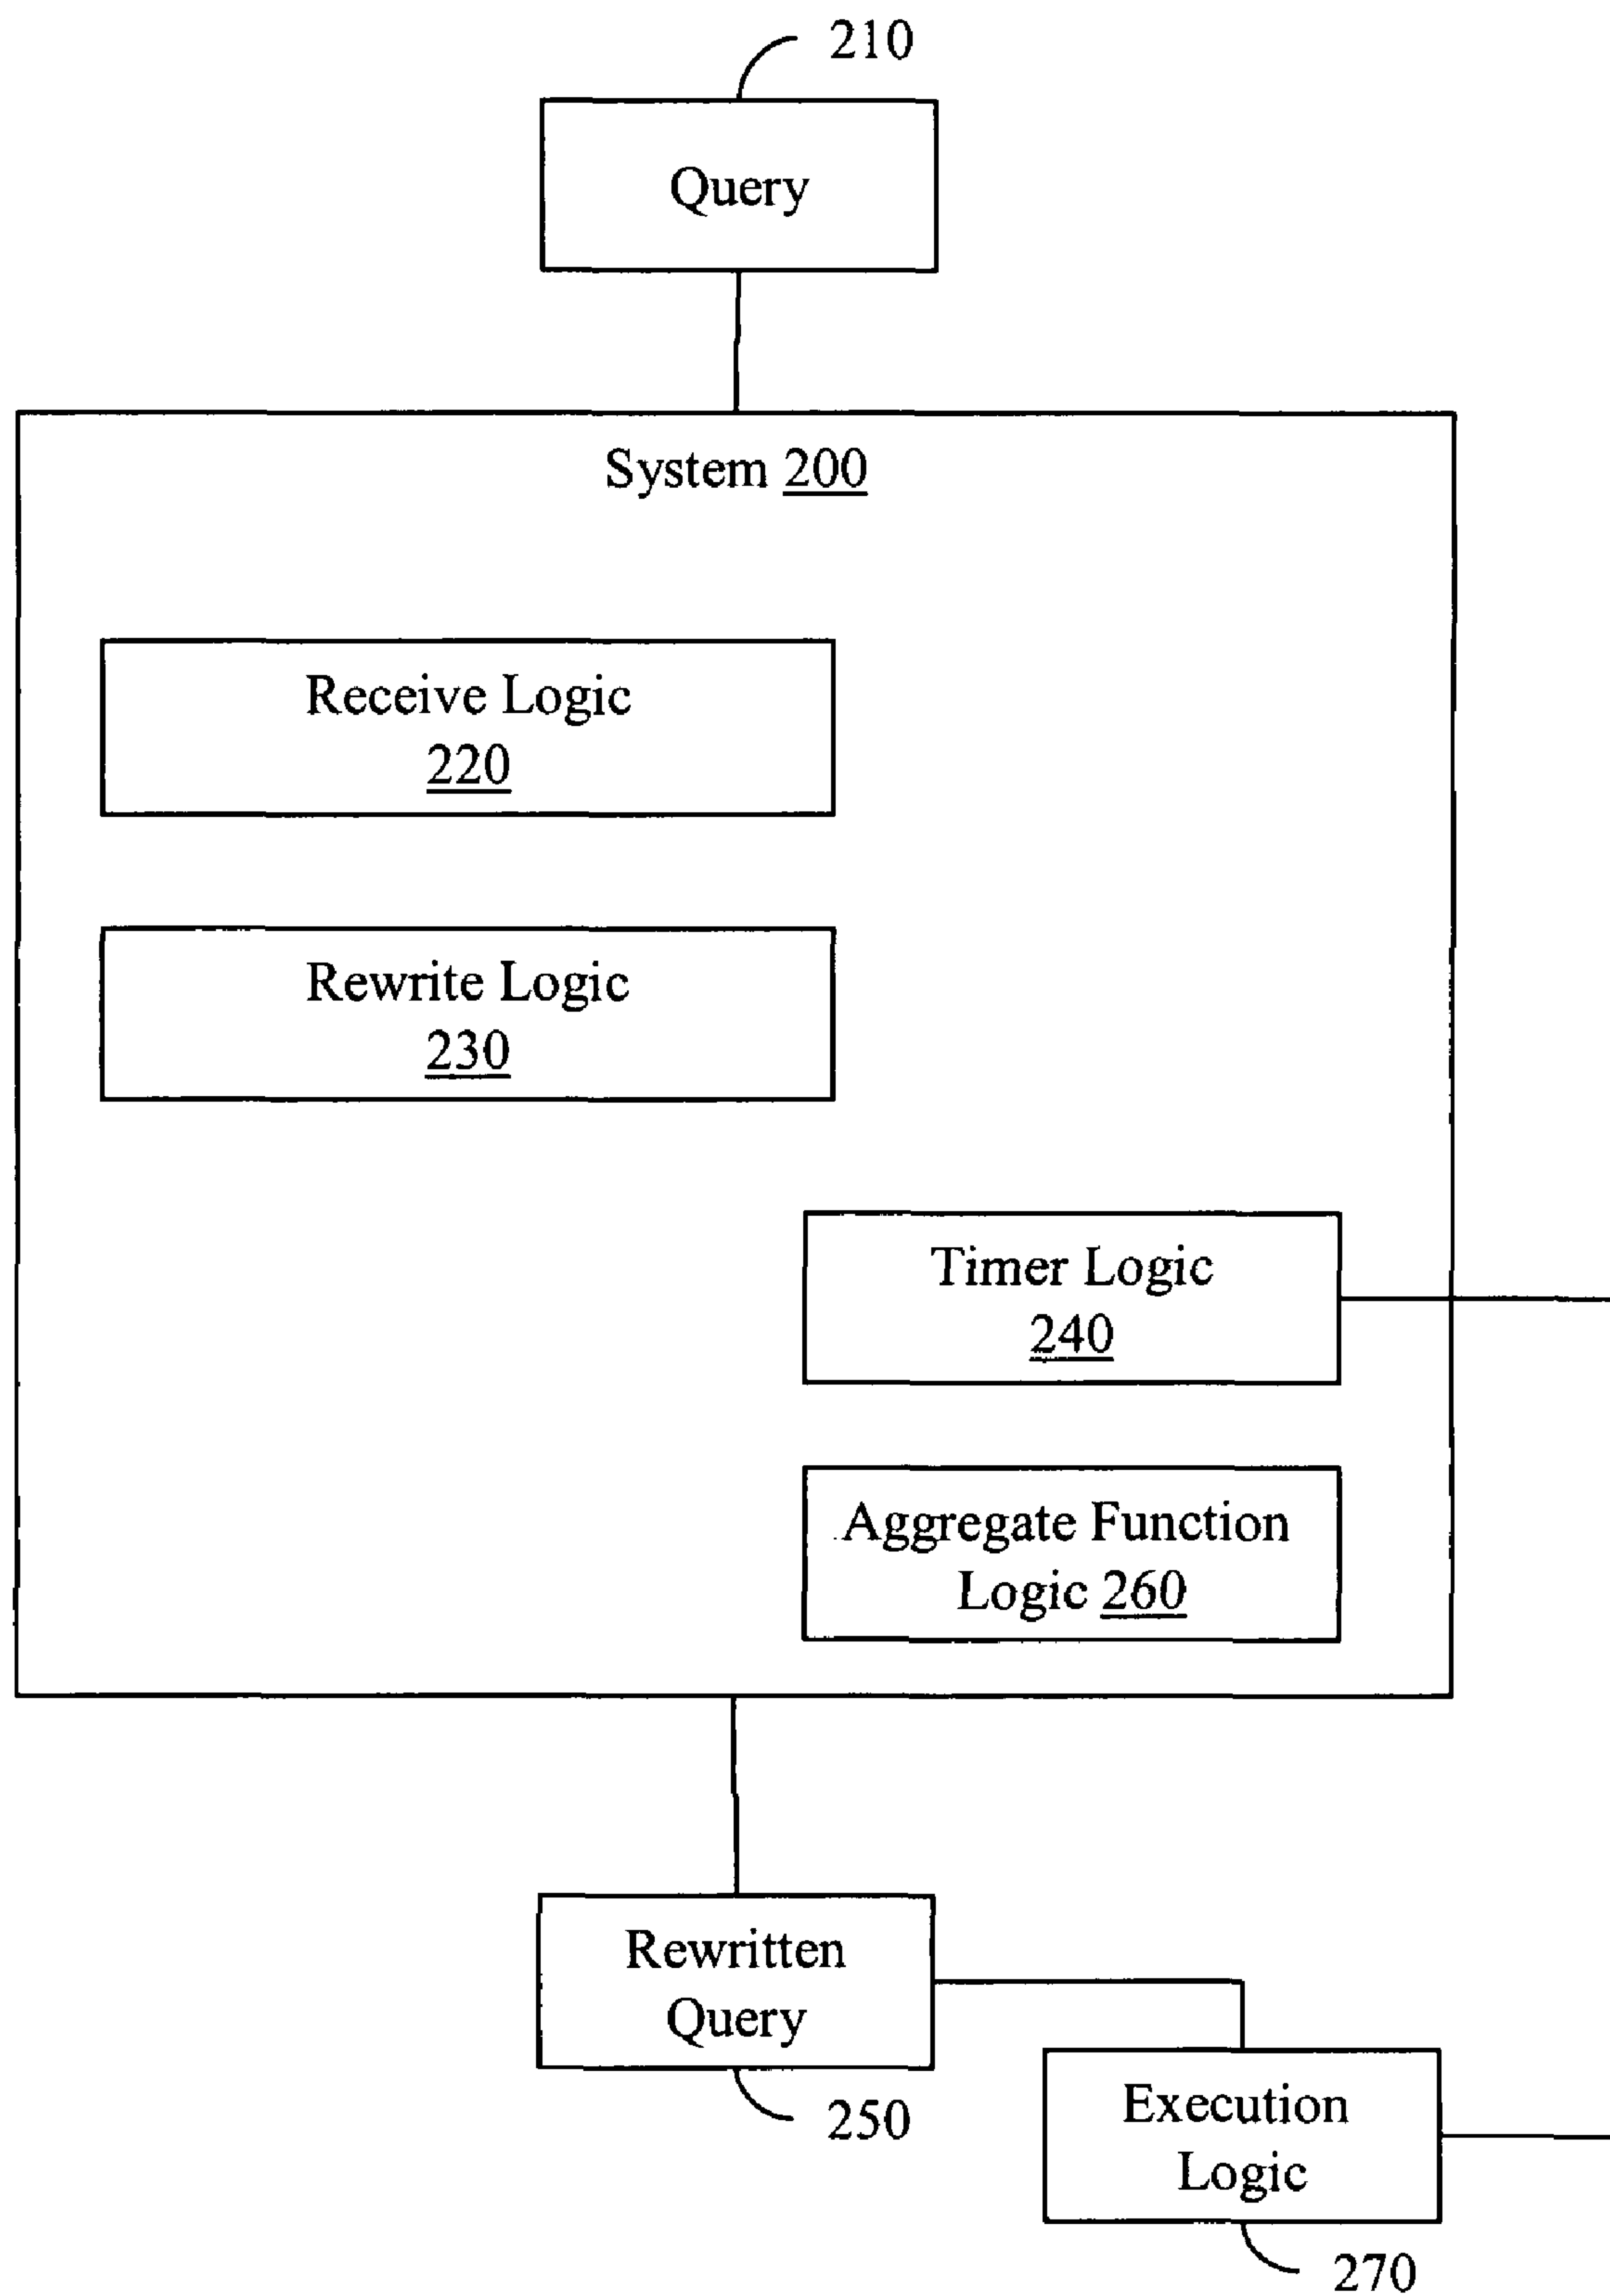 210
Query
System 200
Receive Logic
220
Rewrite Logic
230
Timer Logic
240
Aggregate Function
Logic 260
Rewritten
Query
250
Execution
Logic
270